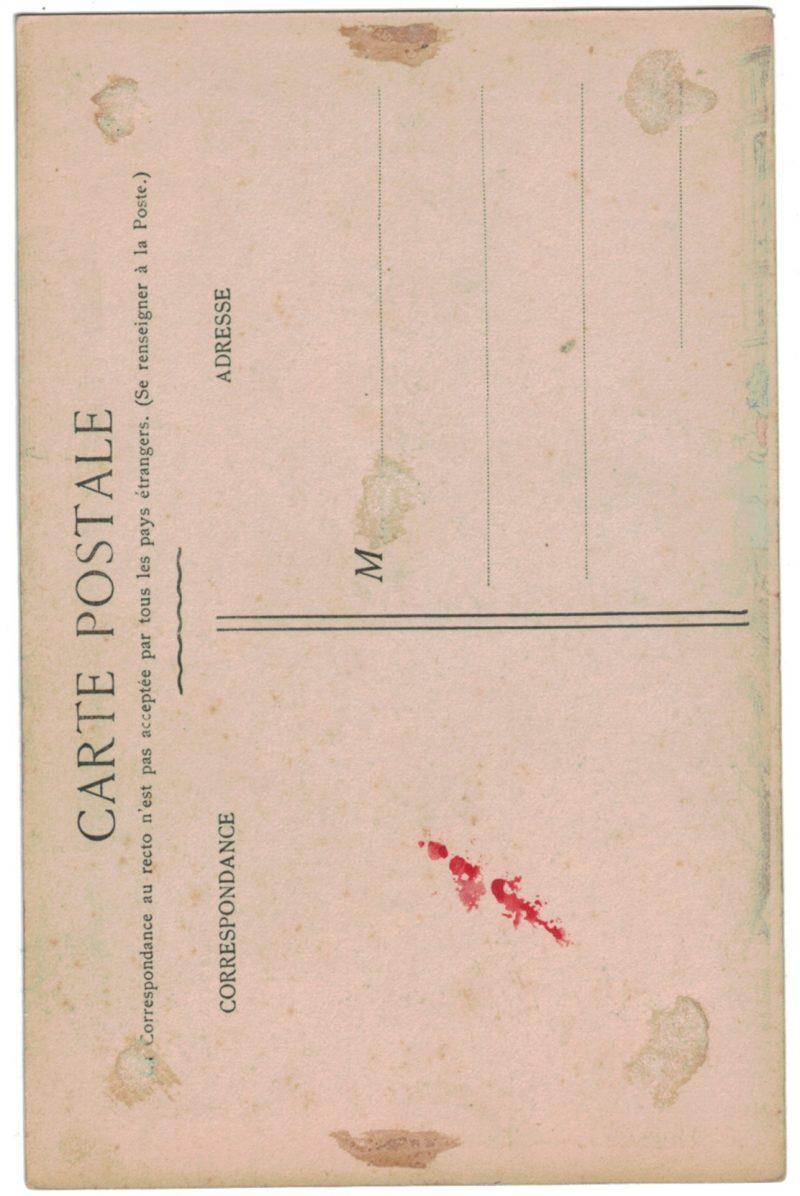 CARTE POSTALE
Correspondance au recto n'est pas acceptée par tous les pays étrangers. (Se renseigner à la Poste.)
CORRESPONDANCE
ADRESSE
M